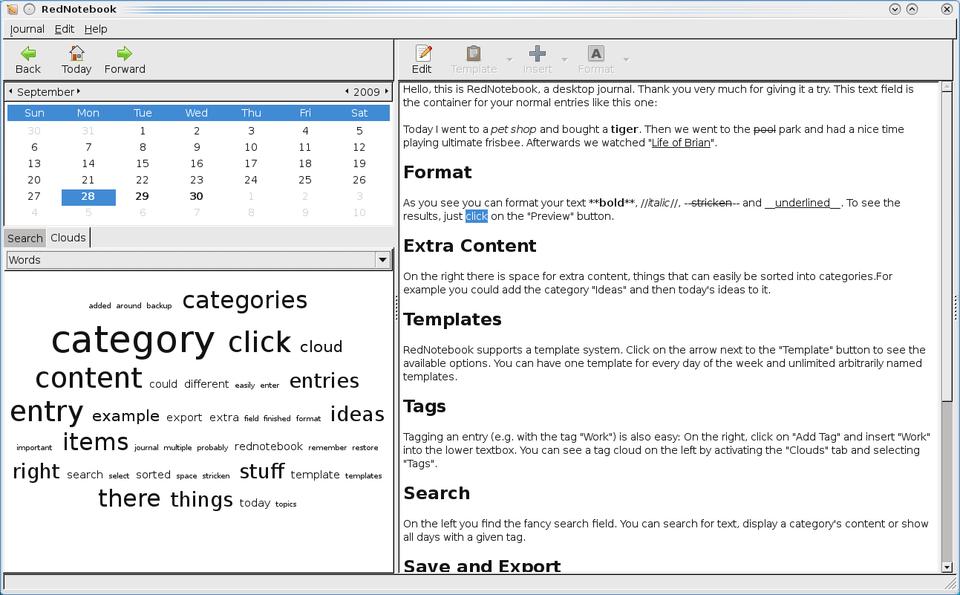 RedNotebook
Journal Edit Help
Back Today Forward
Edit Template Insert Format
September 2009
Sun Mon Tue Wed Thu Fri Sat
30 31 1 2 3 4 5
6 7 8 9 10 11 12
13 14 15 16 17 18 19
20 21 22 23 24 25 26
27 28 29 30 1 2 3
4 5 6 7 8 9 10
Search Clouds
Words
added around backup categories
category click cloud
content could different easily enter entries
entry example export extra field finished format ideas
important items journal multiple probably rednotebook remember restore
right search select sorted space stricken stuff template templates
there things today topics
Hello, this is RedNotebook, a desktop journal. Thank you very much for giving it a try. This text field is
the container for your normal entries like this one:
Today I went to a pet shop and bought a tiger. Then we went to the pool park and had a nice time
playing ultimate frisbee. Afterwards we watched "Life of Brian".
Format
As you see you can format your text **bold**, //italic//, --stricken-- and __underlined__. To see the
results, just click on the "Preview" button.
Extra Content
On the right there is space for extra content, things that can easily be sorted into categories.For
example you could add the category "Ideas" and then today's ideas to it.
Templates
RedNotebook supports a template system. Click on the arrow next to the "Template" button to see the
available options. You can have one template for every day of the week and unlimited arbitrarily named
templates.
Tags
Tagging an entry (e.g. with the tag "Work") is also easy: On the right, click on "Add Tag" and insert "Work"
into the lower textbox. You can see a tag cloud on the left by activating the "Clouds" tab and selecting
"Tags".
Search
On the left you find the fancy search field. You can search for text, display a category's content or show
all days with a given tag.
Save and Export